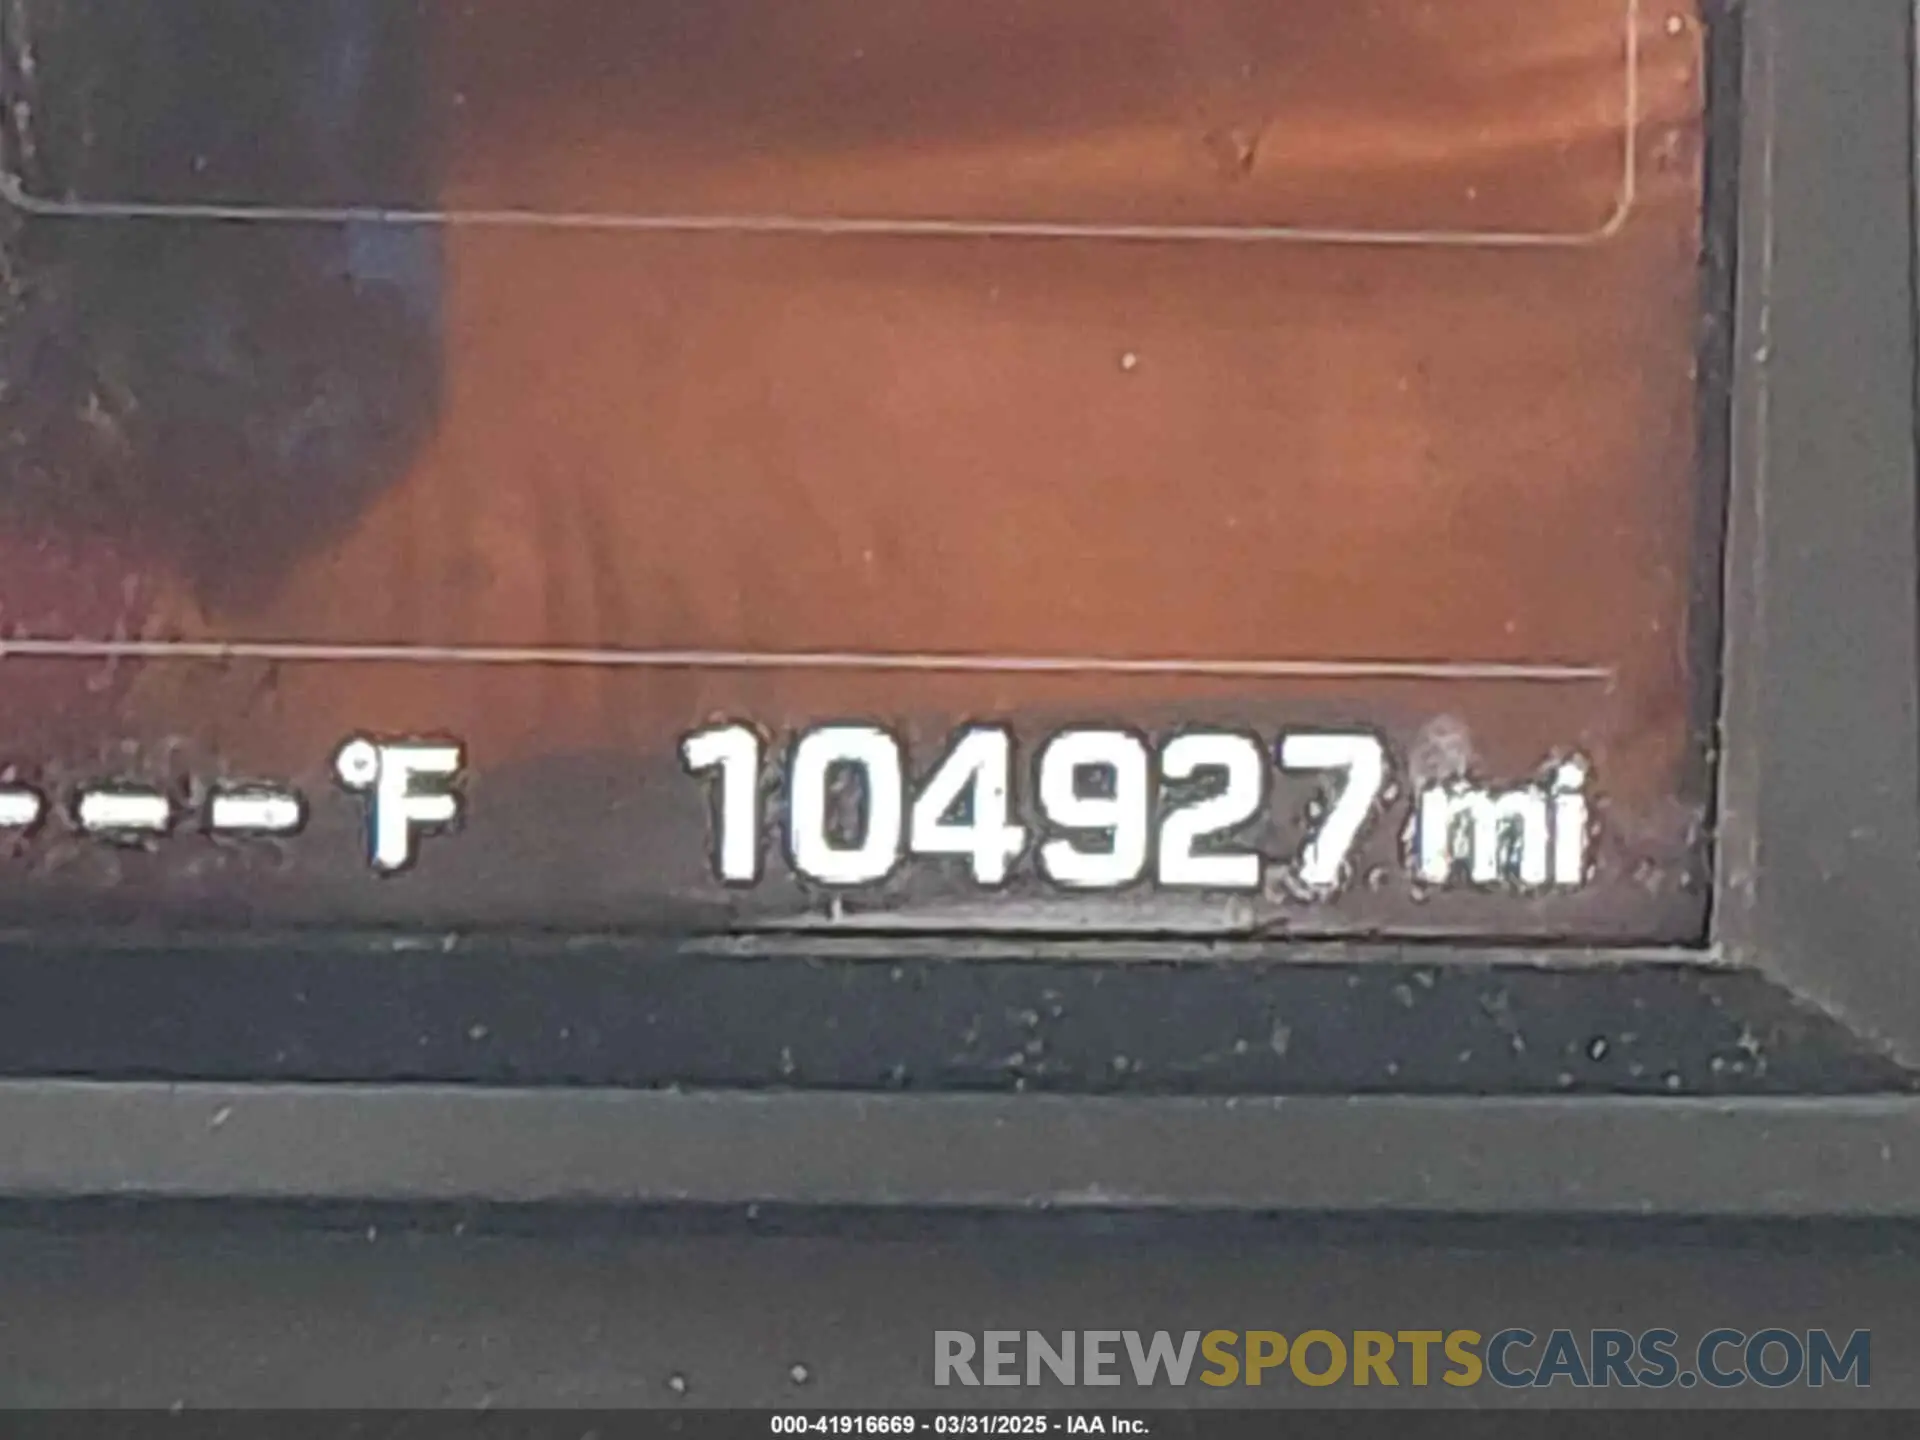 ---°F 104927 mi
RENEWSPORTSCARS.COM
000-41916669 - 03/31/2025 - IAA Inc.